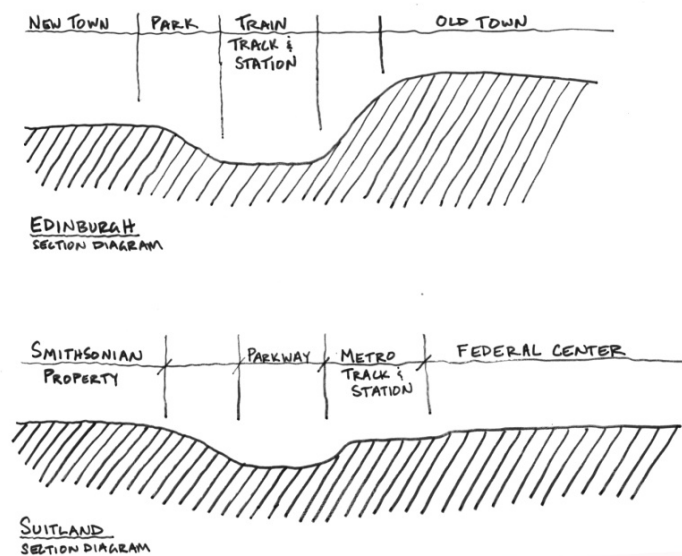 NEW TOWN PARK TRAIN OLD TOWN
TRACK &
STATION
EDINBURGH
SECTION DIAGRAM
SMITHSONIAN PARKWAY METRO FEDERAL CENTER
PROPERTY TRACK &
STATION
SUITLAND
SECTION DIAGRAM